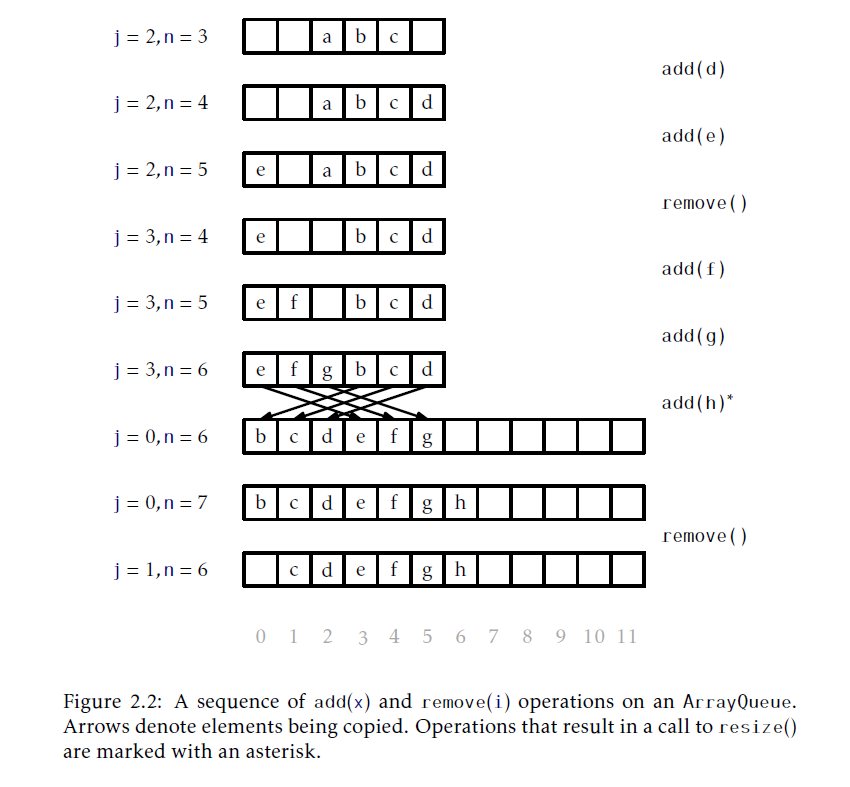 j = 2,n = 3 a b c
add(d)
j = 2,n = 4 a b c d
add(e)
j = 2,n = 5 e a b c d
remove()
j = 3,n = 4 e b c d
add(f)
j = 3,n = 5 e f b c d
add(g)
j = 3,n = 6 e f g b c d
add(h)*
j = 0,n = 6 b c d e f g
j = 0,n = 7 b c d e f g h
remove()
j = 1,n = 6 c d e f g h
0 1 2 3 4 5 6 7 8 9 10 11
Figure 2.2: A sequence of add(x) and remove(i) operations on an ArrayQueue.
Arrows denote elements being copied. Operations that result in a call to resize()
are marked with an asterisk.